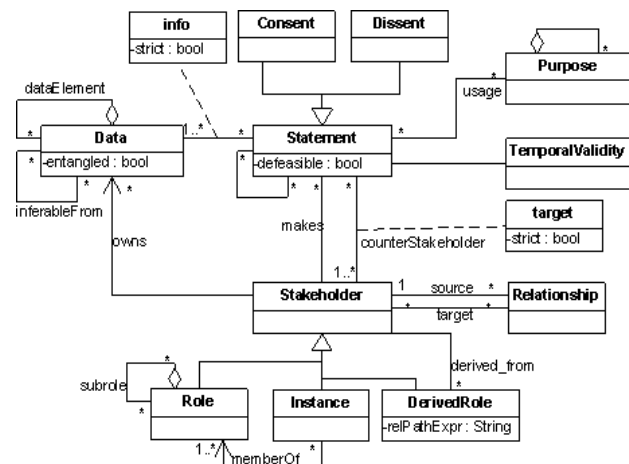 info
-strict : bool
Consent
Dissent
Purpose
*
*
usage
dataElement
*
Data
1..*
*
Statement
*
-entangled : bool
-defeasible : bool
*
*
*
*
*
*
*
inferableFrom
*
TemporalValidity
target
-strict : bool
makes
counterStakeholder
owns
1..*
Stakeholder
1
source
*
Relationship
*
target
*
derived_from
*
subrole
*
*
Role
Instance
DerivedRole
-relPathExpr : String
1..*
memberOf
*